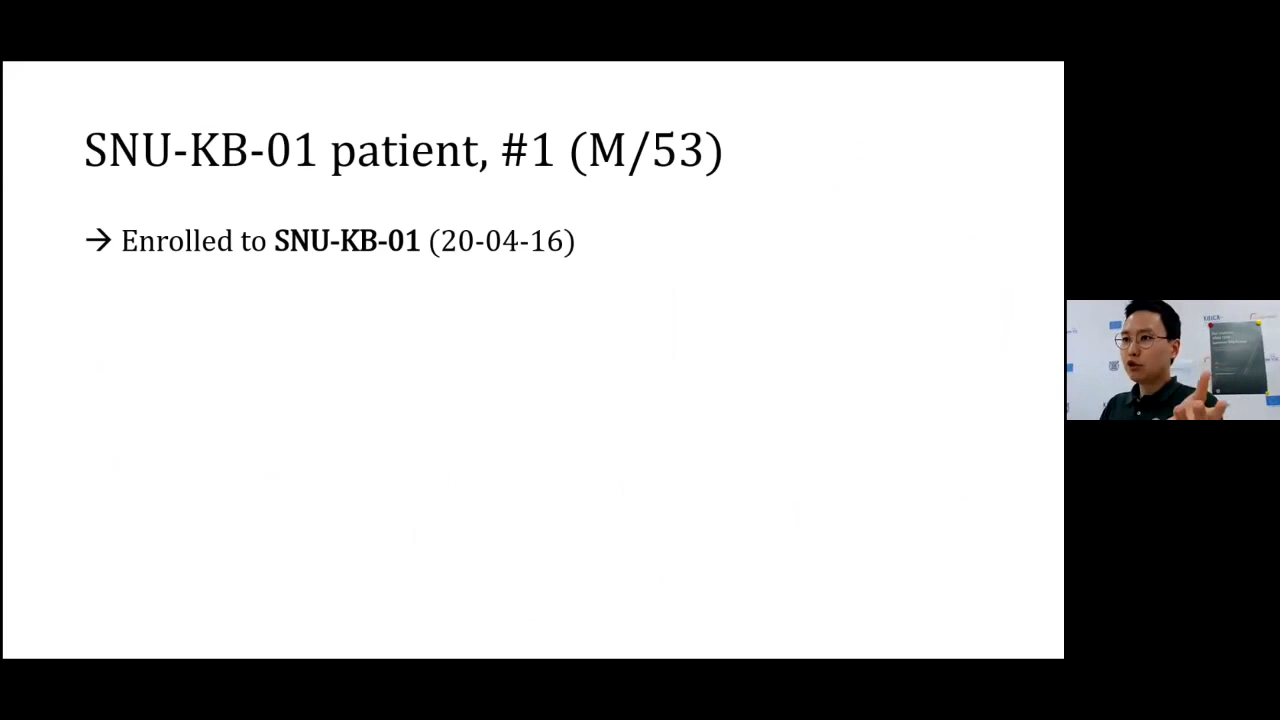 SNU-KB-01 patient, #1 (M/53)
→ Enrolled to SNU-KB-01 (20-04-16)